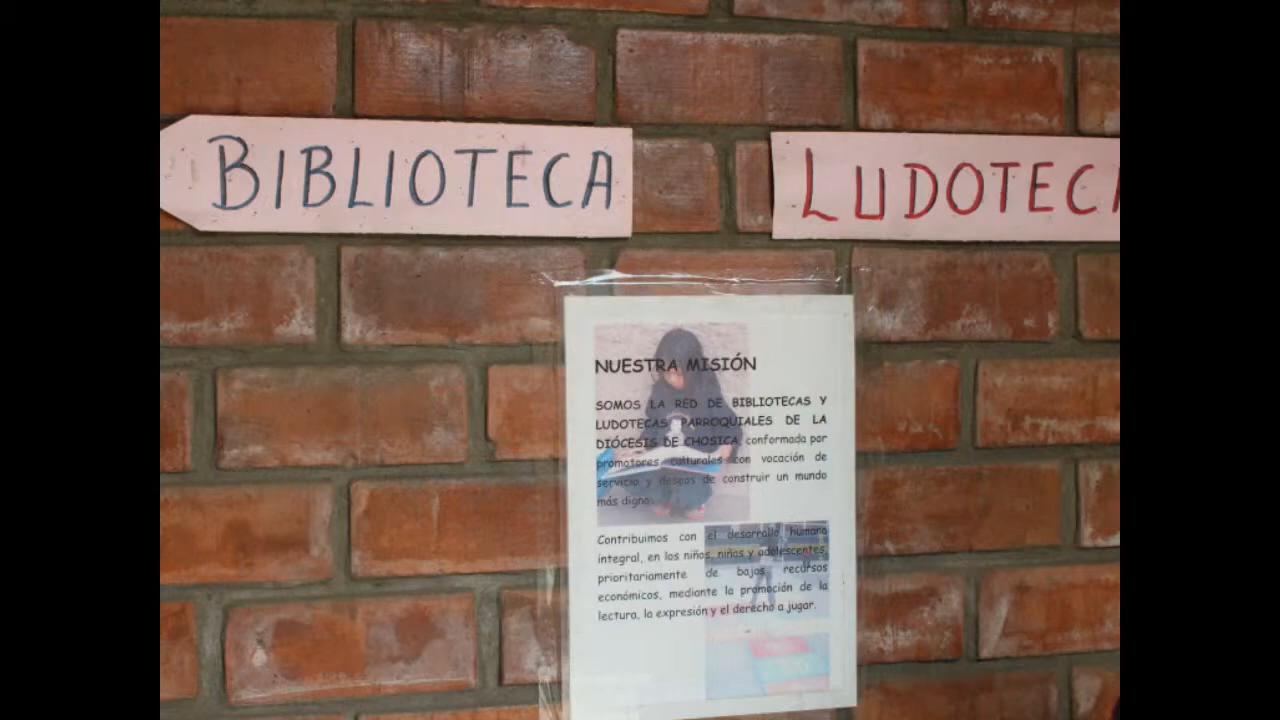 BIBLIOTECA
LUDOTECA
NUESTRA MISIÓN
SOMOS LA RED DE BIBLIOTECAS Y
LUDOTECAS PARROQUIALES DE LA
DIÓCESIS DE CHOSICA, conformada por
promotores culturales con vocación de
servicio y deseos de construir un mundo
más digno.
Contribuimos con el desarrollo humano
integral, en los niños, niñas y adolescentes,
prioritariamente de bajos recursos
económicos, mediante la promoción de la
lectura, la expresión y el derecho a jugar.